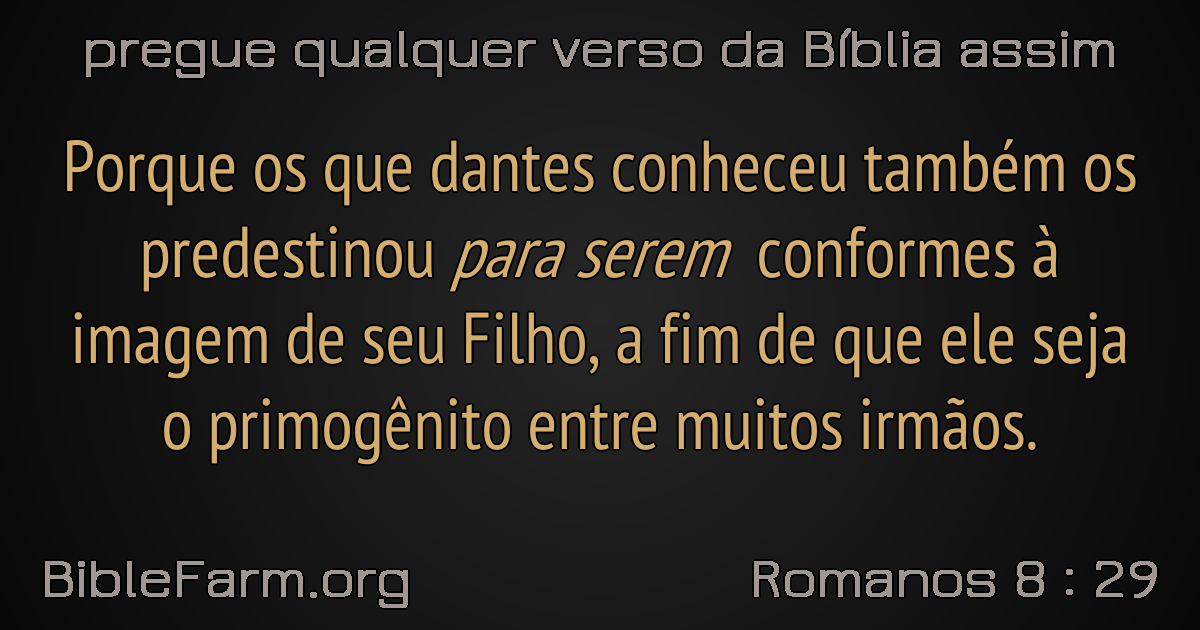 pregue qualquer verso da Bíblia assim
Porque os que dantes conheceu também os
predestinou para serem conformes à
imagem de seu Filho, a fim de que ele seja
o primogênito entre muitos irmãos.
BibleFarm.org
Romanos 8 : 29